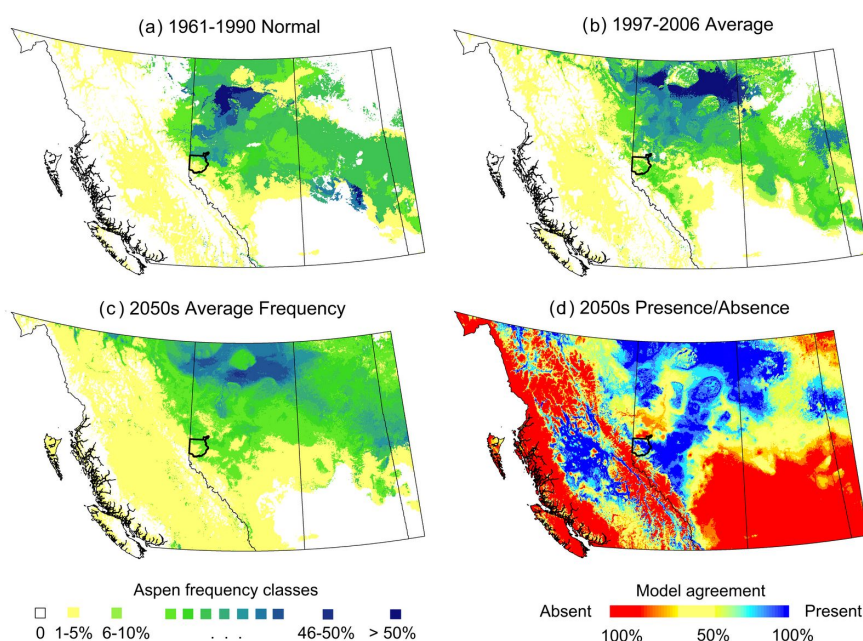 (a) 1961-1990 Normal
(b) 1997-2006 Average
(c) 2050s Average Frequency
(d) 2050s Presence/Absence
Aspen frequency classes
0 1-5% 6-10% . . . 46-50% > 50%
Model agreement
Absent Present
100% 50% 100%